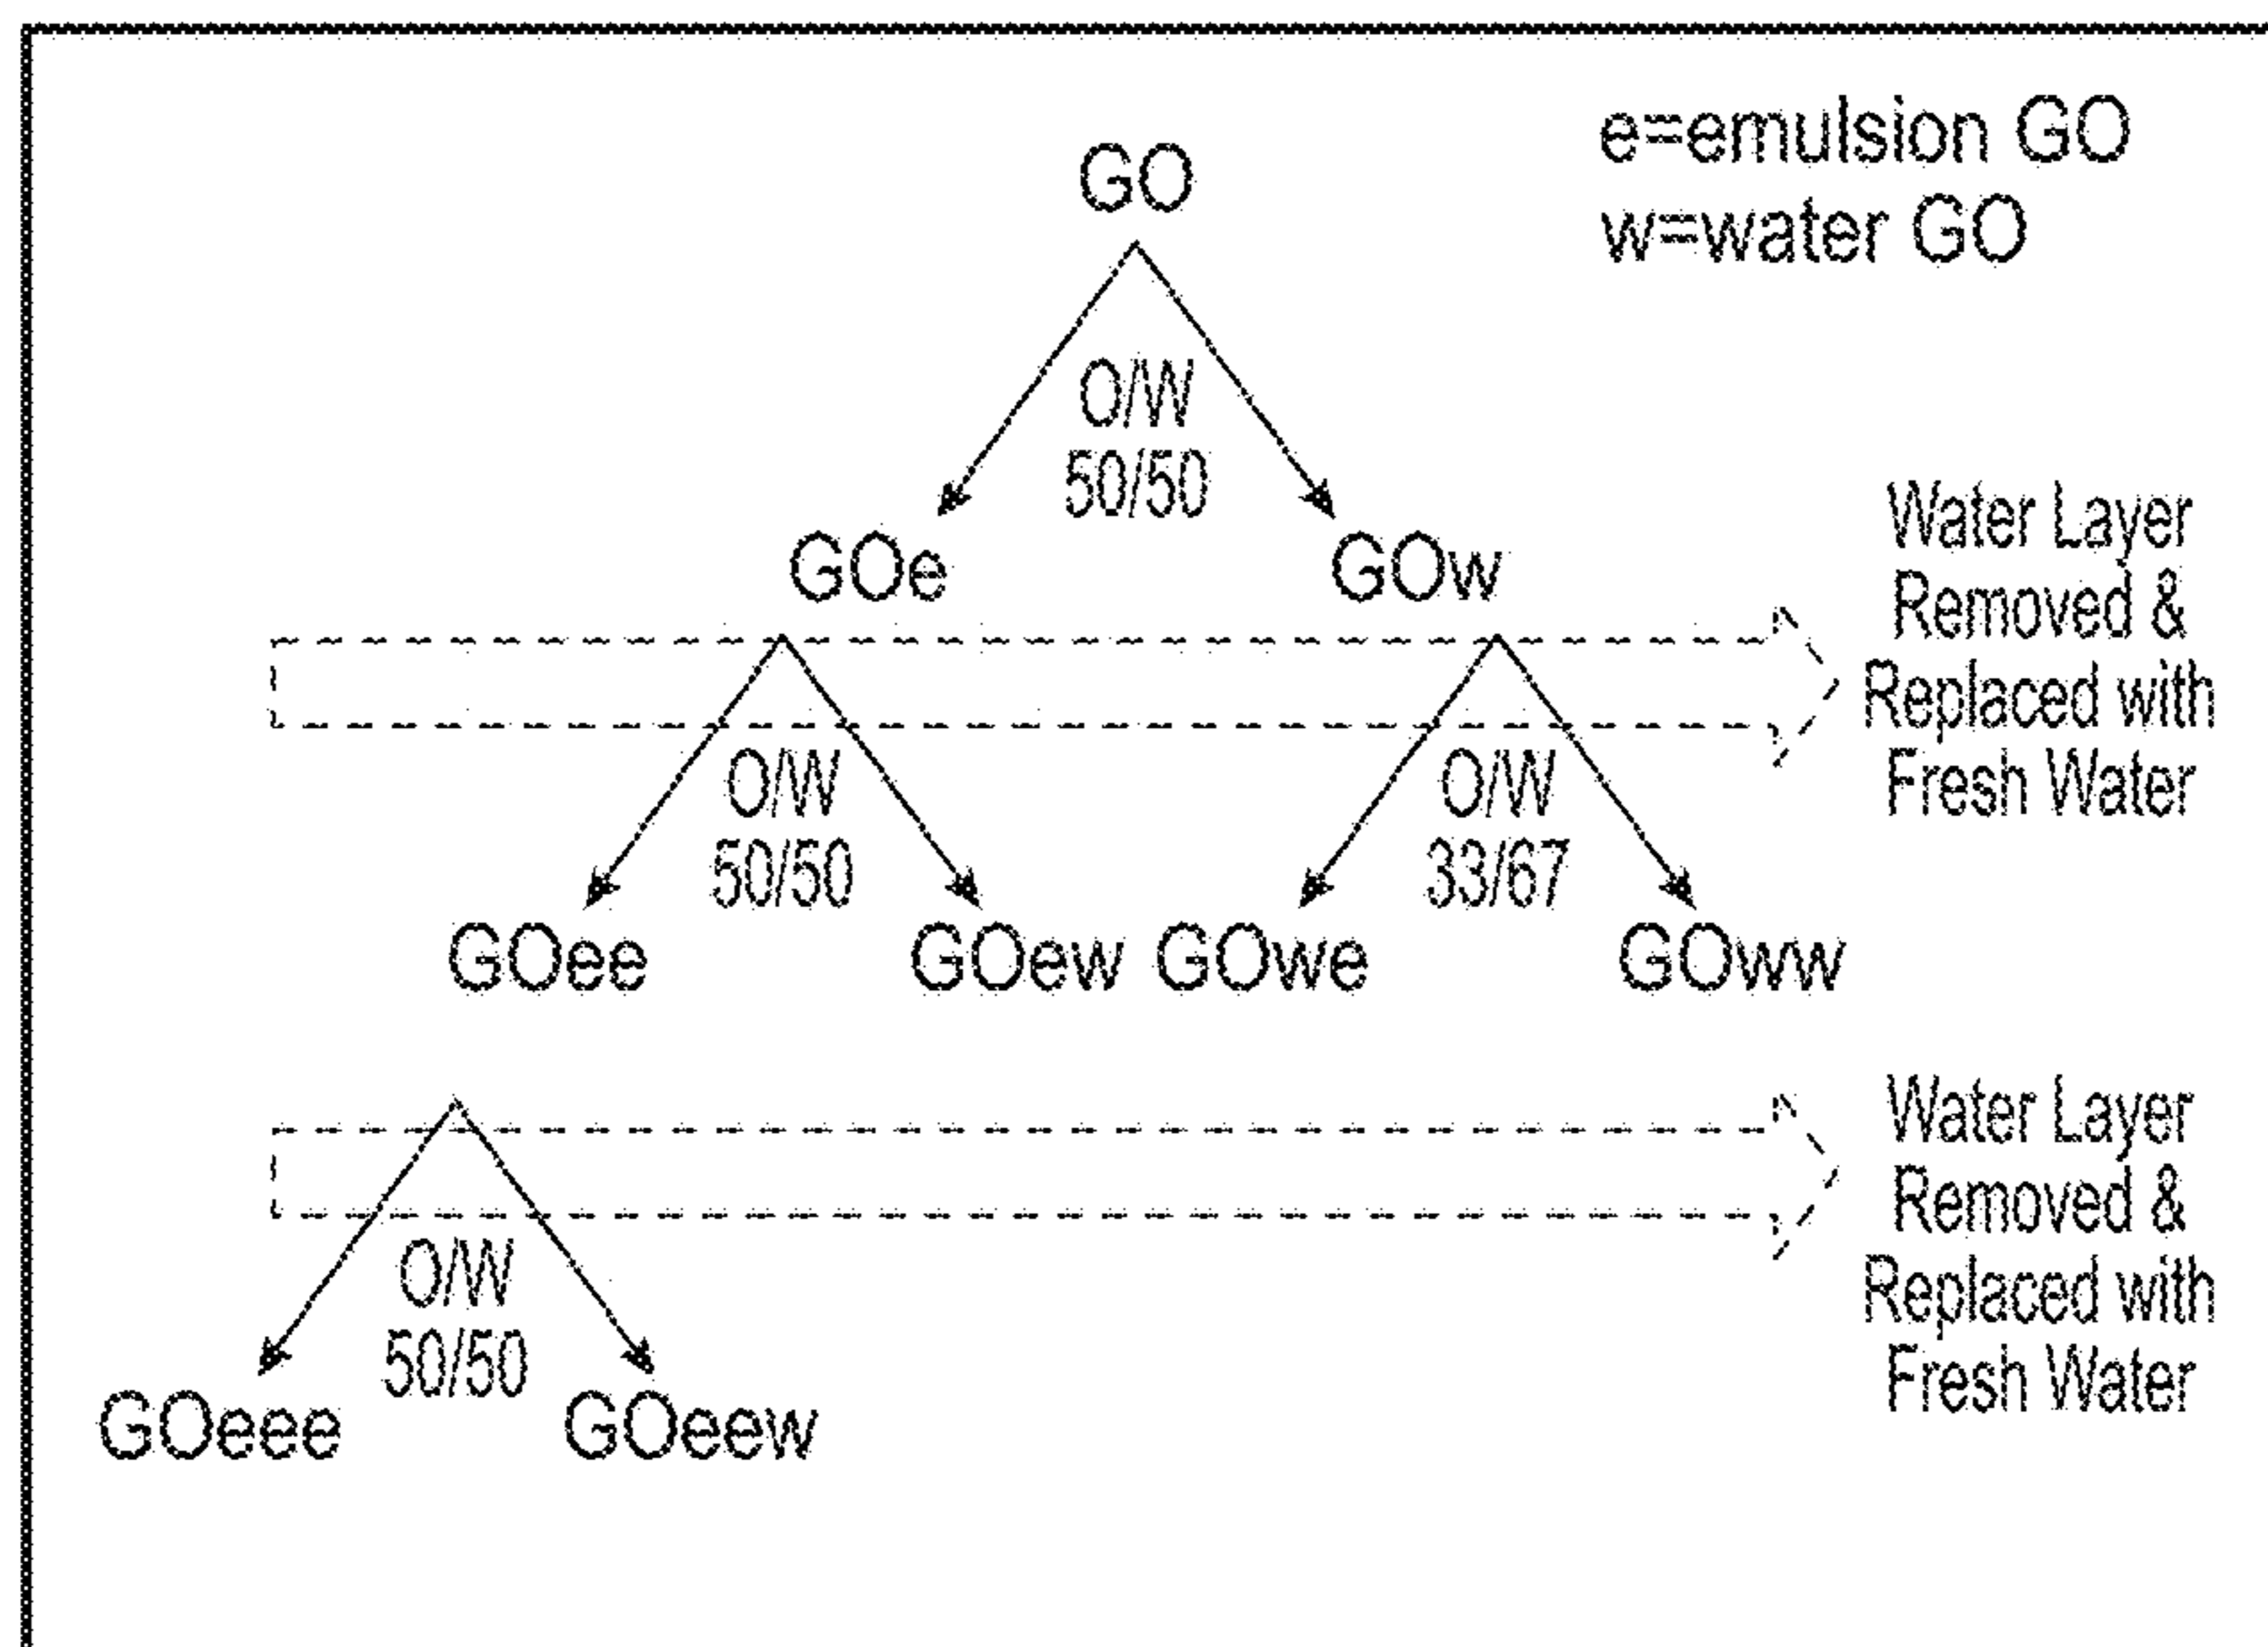 e=emulsion GO
w=water GO
GO
O/W
50/50
GOe
GOw
Water Layer
Removed &
Replaced with
Fresh Water
O/W
50/50
O/W
33/67
GOee
GOew
GOwe
GOww
Water Layer
Removed &
Replaced with
Fresh Water
O/W
50/50
GOeee
GOeew